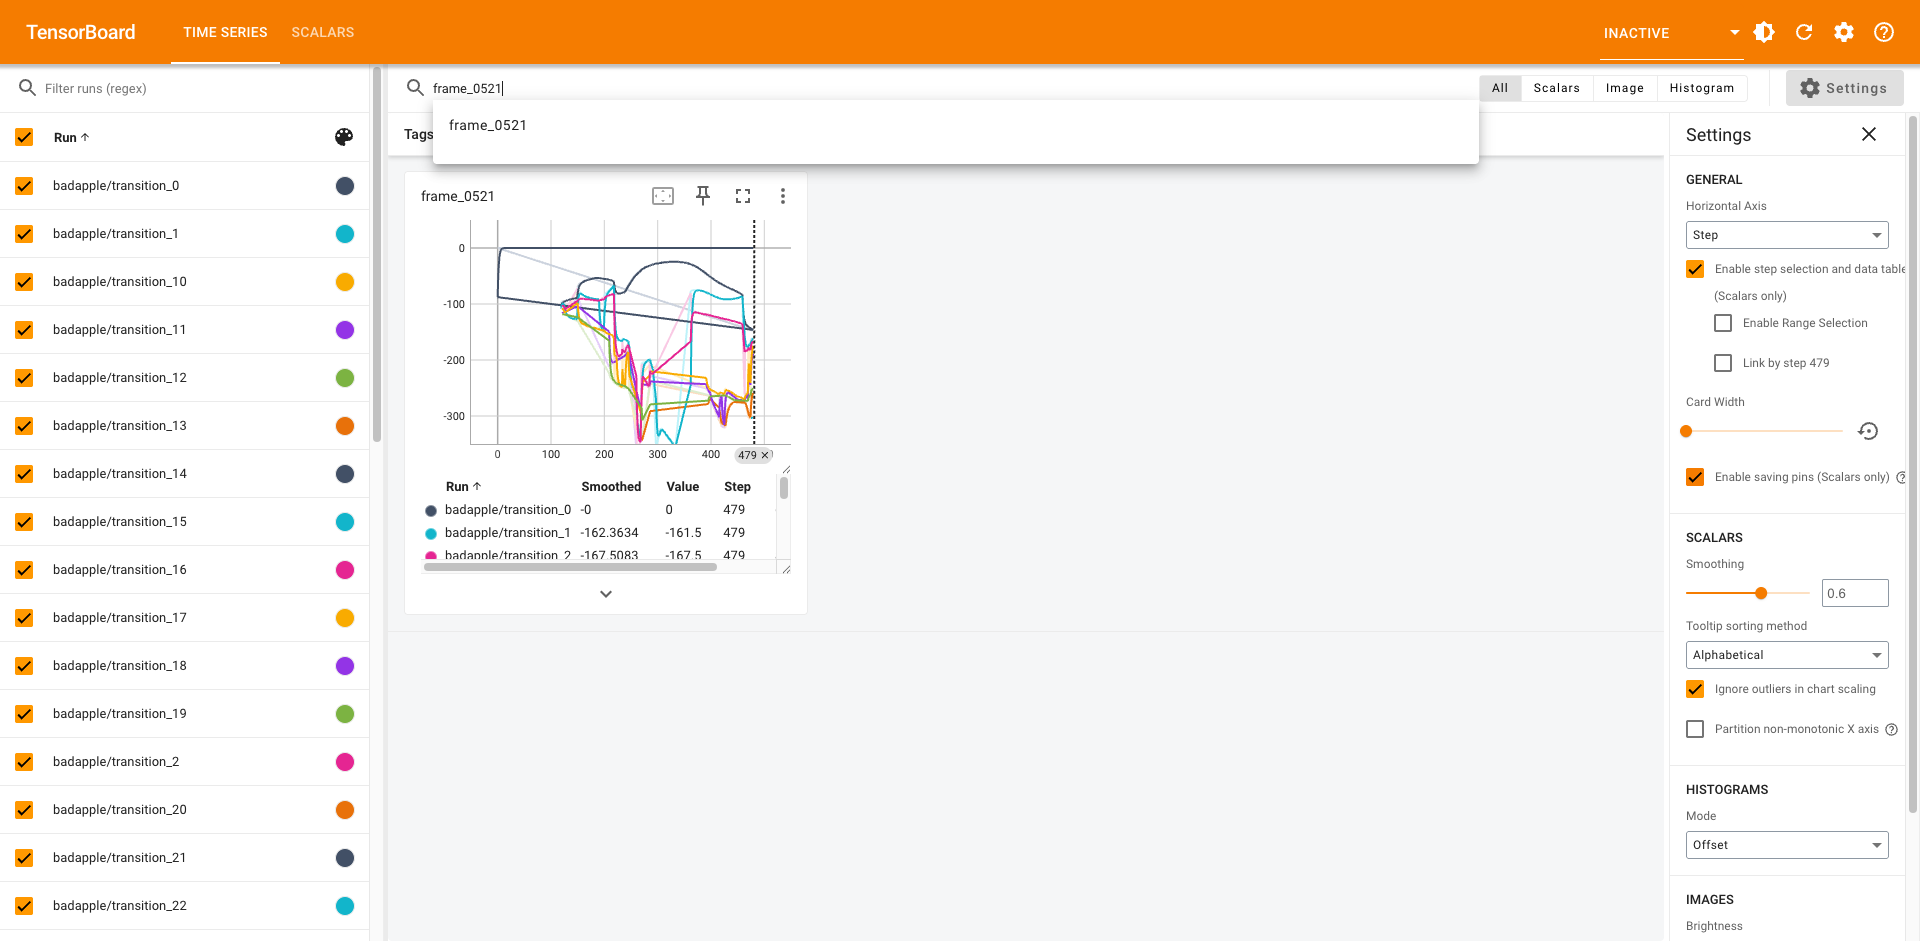 TensorBoard
TIME SERIES
SCALARS
INACTIVE
Filter runs (regex)
Run
badapple/transition_0
badapple/transition_1
badapple/transition_10
badapple/transition_11
badapple/transition_12
badapple/transition_13
badapple/transition_14
badapple/transition_15
badapple/transition_16
badapple/transition_17
badapple/transition_18
badapple/transition_19
badapple/transition_2
badapple/transition_20
badapple/transition_21
badapple/transition_22
frame_0521
All Scalars Image Histogram
Settings
frame_0521
Tags
frame_0521
0
-100
-200
-300
0 100 200 300 400
479
Run Smoothed Value Step
badapple/transition_0 -0 0 479
badapple/transition_1 -162.3634 -161.5 479
badapple/transition_2 -167.5083 -167.5 479
Settings
GENERAL
Horizontal Axis
Step
Enable step selection and data table
(Scalars only)
Enable Range Selection
Link by step 479
Card Width
Enable saving pins (Scalars only)
SCALARS
Smoothing
0.6
Tooltip sorting method
Alphabetical
Ignore outliers in chart scaling
Partition non-monotonic X axis
HISTOGRAMS
Mode
Offset
IMAGES
Brightness